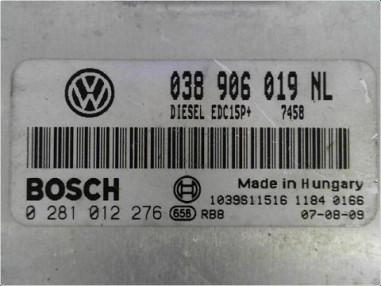 038 906 019 NL
DIESEL EDC15P+ 7458
BOSCH
Made in Hungary
1039S11516 1184 0166
0 281 012 276 658 RBB 07-08-09